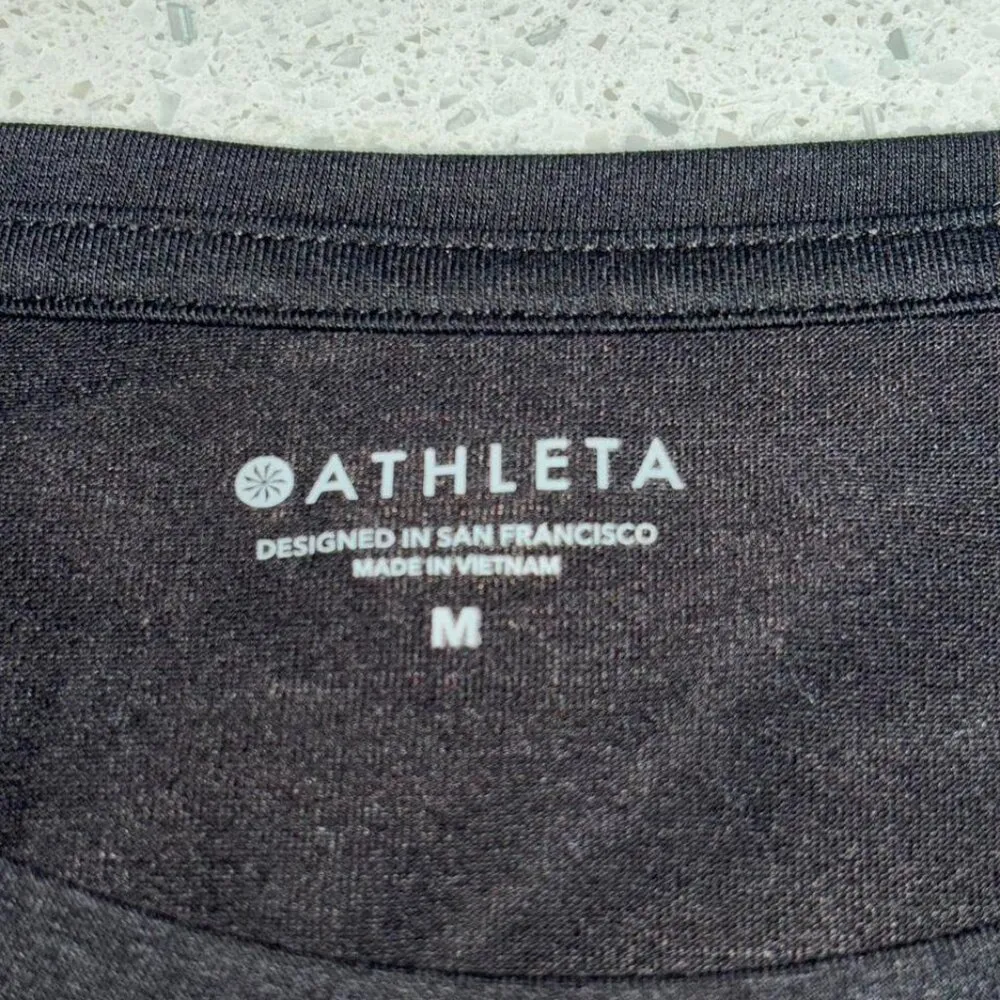 ATHLETA
DESIGNED IN SAN FRANCISCO
MADE IN VIETNAM
M